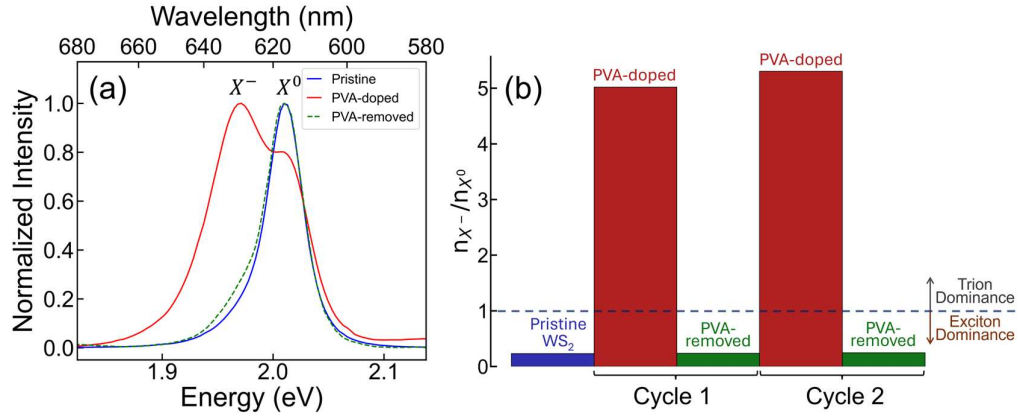 Wavelength (nm)
680 660 640 620 600 580
(a)
X⁻ X⁰
Pristine
PVA-doped
PVA-removed
Normalized Intensity
1.0
0.8
0.6
0.4
0.2
0.0
1.9 2.0 2.1
Energy (eV)
(b)
PVA-doped
PVA-doped
n_X⁻/n_X⁰
5
4
3
2
1
0
Trion
Dominance
Exciton
Dominance
Pristine
WS₂
PVA-
removed
PVA-
removed
Cycle 1
Cycle 2